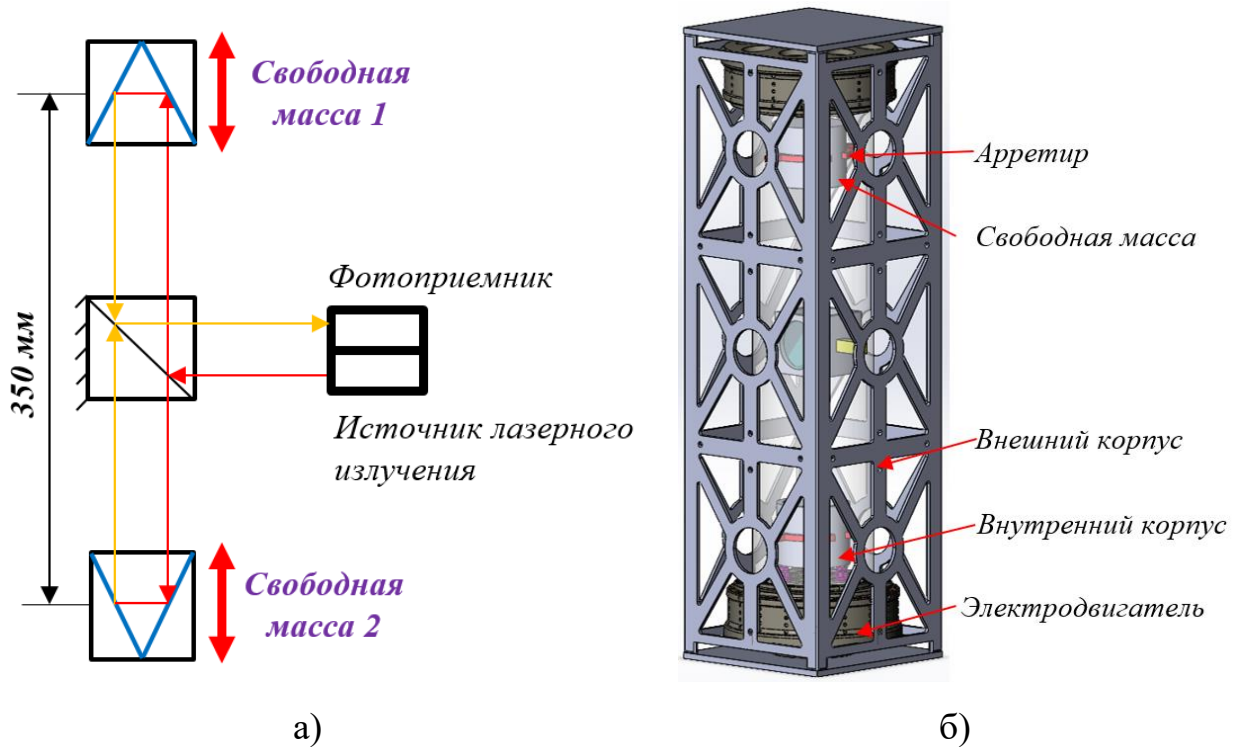 Свободная
масса 1
350 мм
Фотоприемник
Источник лазерного
излучения
Свободная
масса 2
а)
Арретир
Свободная масса
Внешний корпус
Внутренний корпус
Электродвигатель
б)